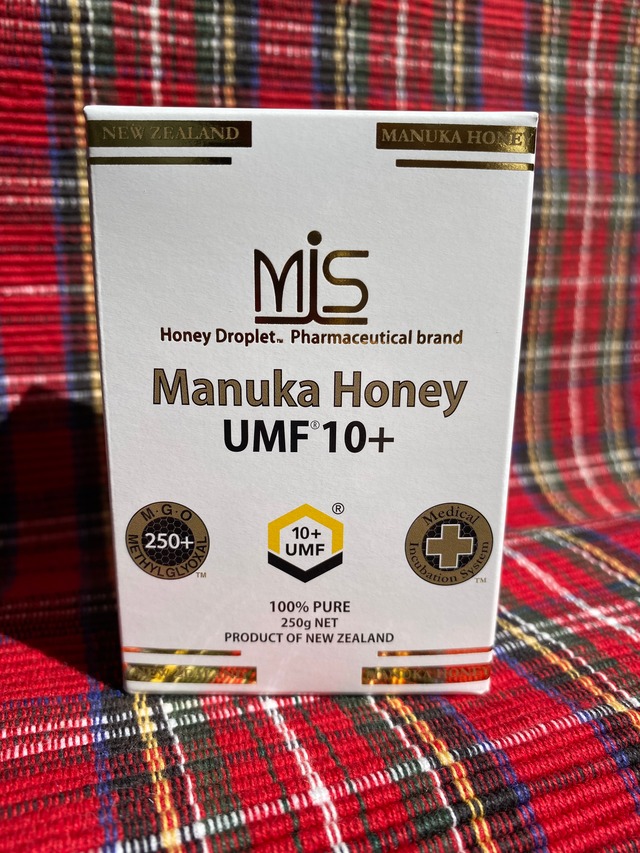 NEW ZEALAND
MANUKA HONEY
MJS
Honey Droplet™ Pharmaceutical brand
Manuka Honey
UMF® 10+
M·G·O
250+
METHYLGLYOXAL
TM
10+
UMF
®
Medical
Incubation System
TM
100% PURE
250g NET
PRODUCT OF NEW ZEALAND